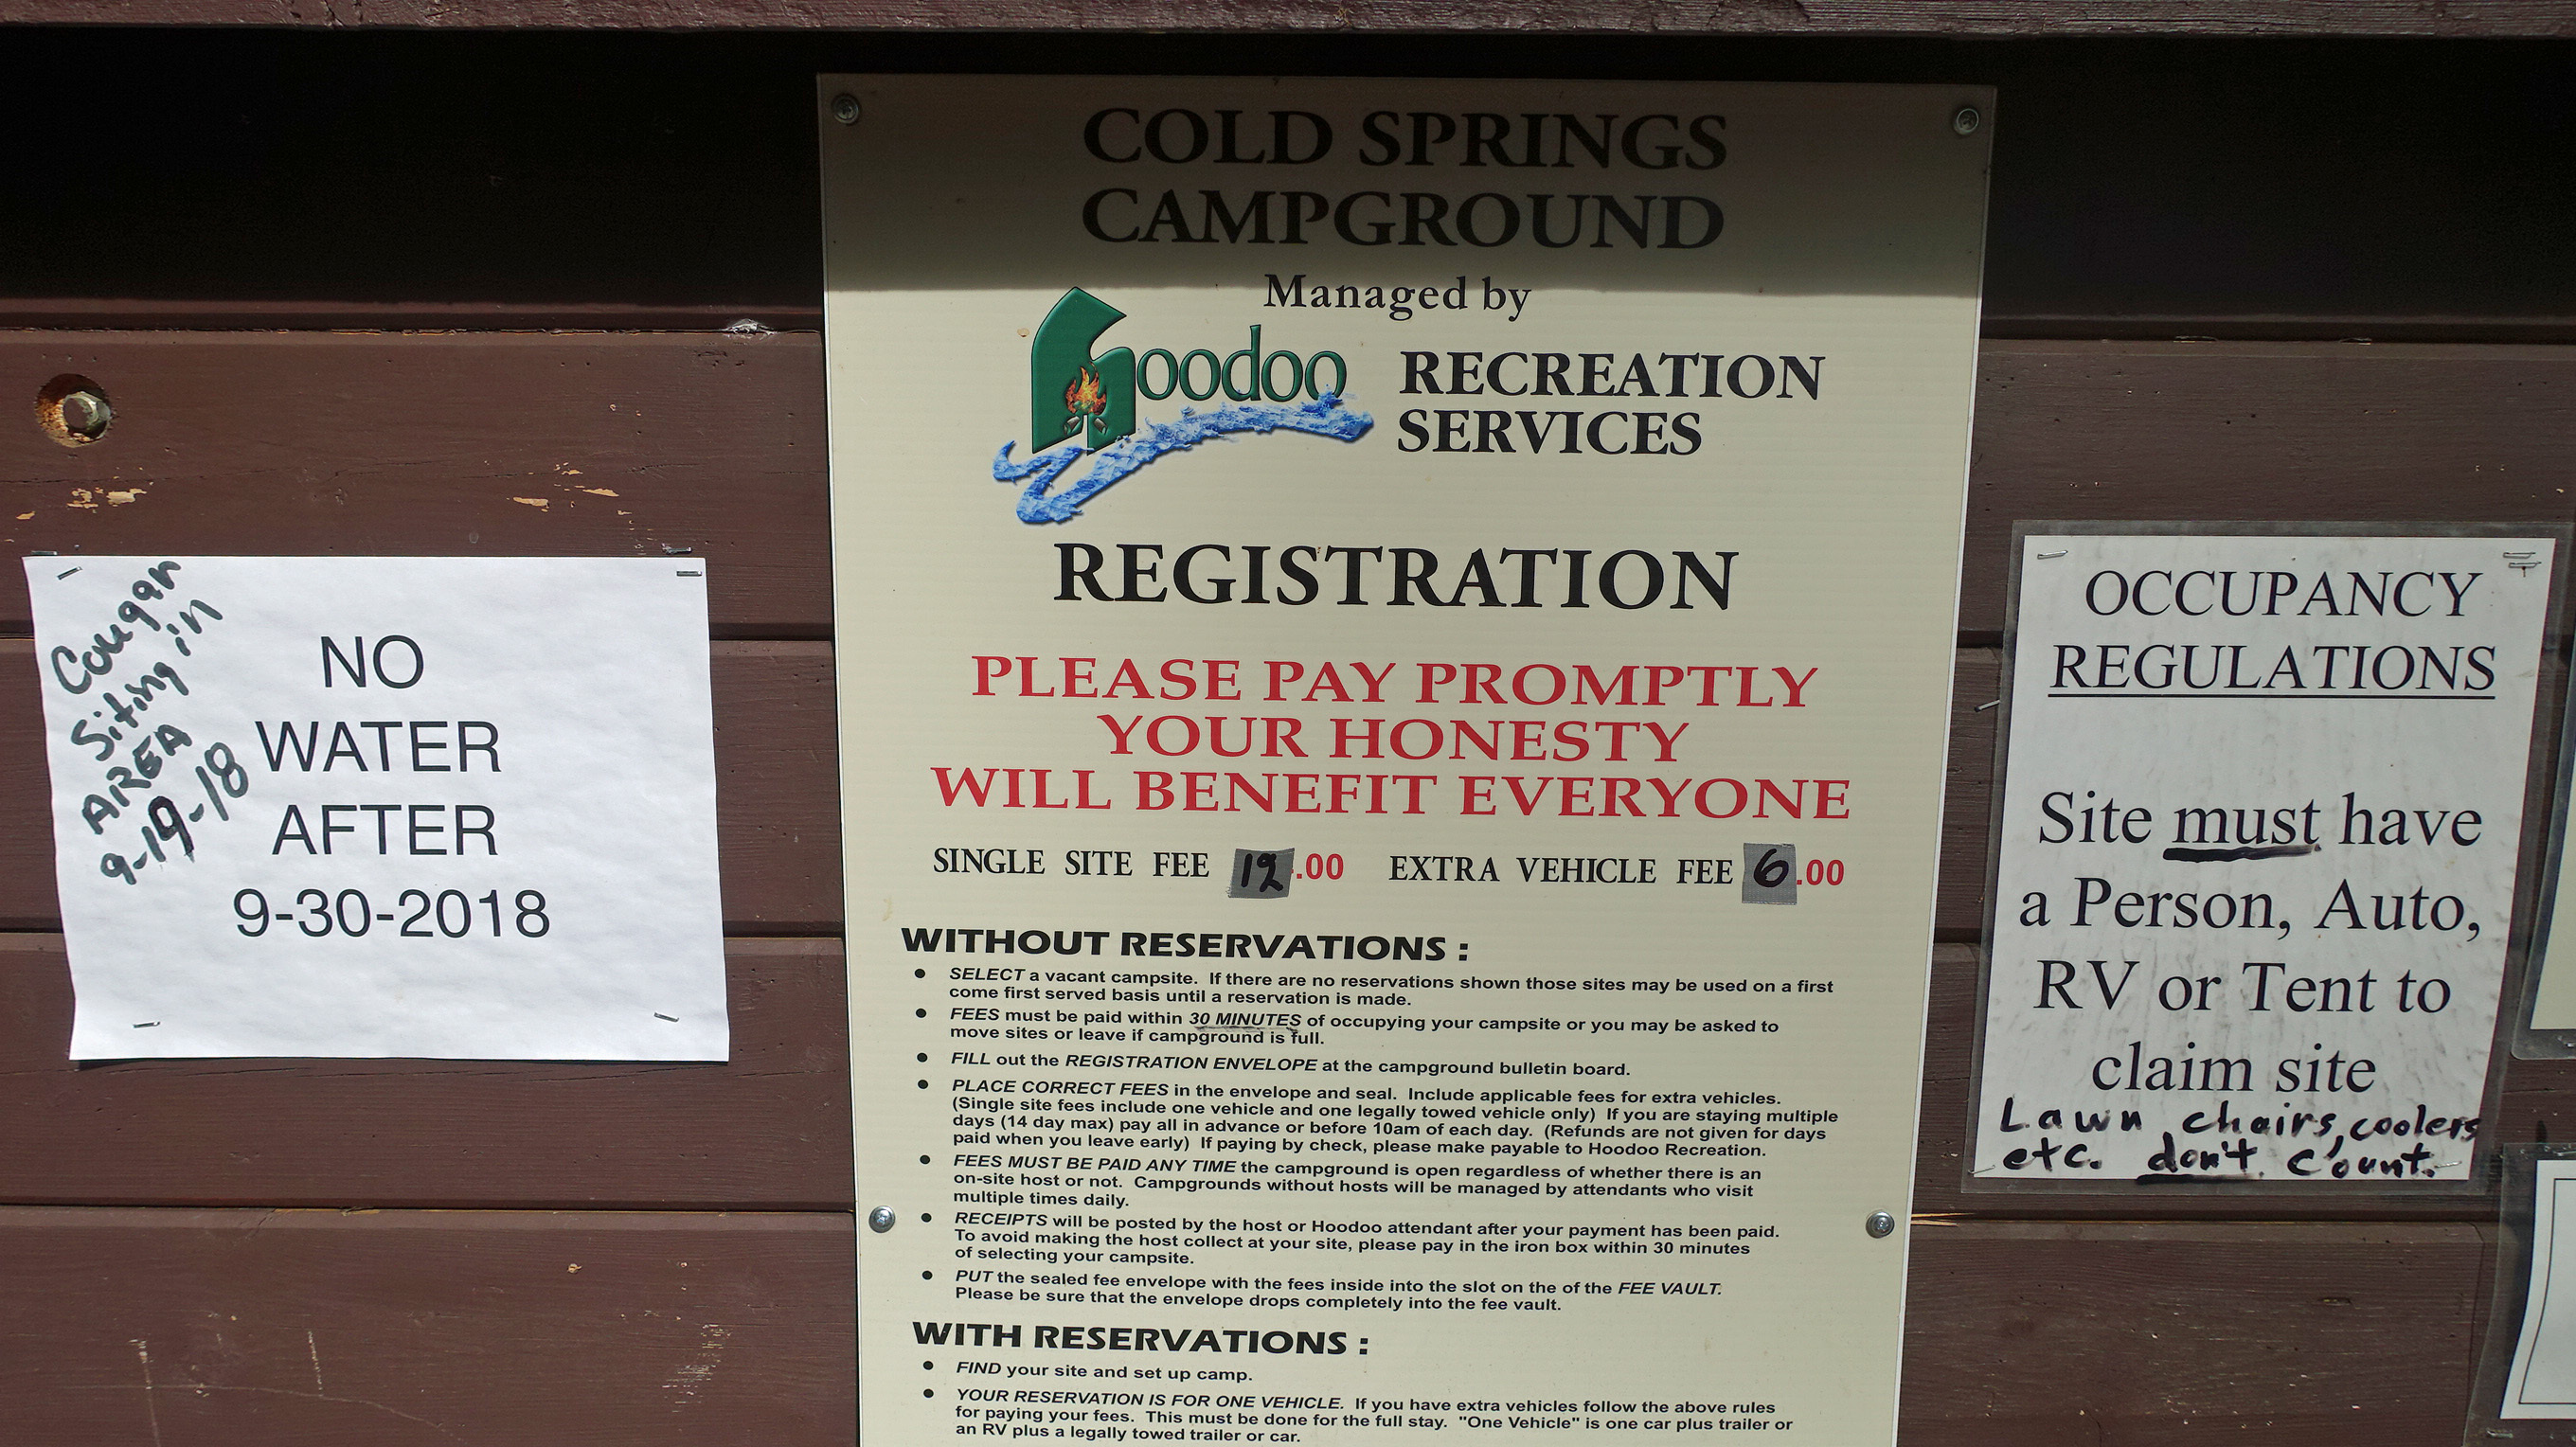 Cougar
Siting in
AREA
9-19-18
NO
WATER
AFTER
9-30-2018
COLD SPRINGS
CAMPGROUND
Managed by
hoodoo RECREATION
SERVICES
REGISTRATION
PLEASE PAY PROMPTLY
YOUR HONESTY
WILL BENEFIT EVERYONE
SINGLE SITE FEE 12.00 EXTRA VEHICLE FEE 6.00
WITHOUT RESERVATIONS :
• SELECT a vacant campsite. If there are no reservations shown those sites may be used on a first
come first served basis until a reservation is made.
• FEES must be paid within 30 MINUTES of occupying your campsite or you may be asked to
move sites or leave if campground is full.
• FILL out the REGISTRATION ENVELOPE at the campground bulletin board.
• PLACE CORRECT FEES in the envelope and seal. Include applicable fees for extra vehicles.
(Single site fees include one vehicle and one legally towed vehicle only) If you are staying multiple
days (14 day max) pay all in advance or before 10am of each day. (Refunds are not given for days
paid when you leave early) If paying by check, please make payable to Hoodoo Recreation.
• FEES MUST BE PAID ANY TIME the campground is open regardless of whether there is an
on-site host or not. Campgrounds without hosts will be managed by attendants who visit
multiple times daily.
• RECEIPTS will be posted by the host or Hoodoo attendant after your payment has been paid.
To avoid making the host collect at your site, please pay in the iron box within 30 minutes
of selecting your campsite.
• PUT the sealed fee envelope with the fees inside into the slot on the of the FEE VAULT.
Please be sure that the envelope drops completely into the fee vault.
WITH RESERVATIONS :
• FIND your site and set up camp.
• YOUR RESERVATION IS FOR ONE VEHICLE. If you have extra vehicles follow the above rules
for paying your fees. This must be done for the full stay. "One Vehicle" is one car plus trailer or
an RV plus a legally towed trailer or car.
OCCUPANCY
REGULATIONS
Site must have
a Person, Auto,
RV or Tent to
claim site
Lawn chairs, coolers
etc. don't count.